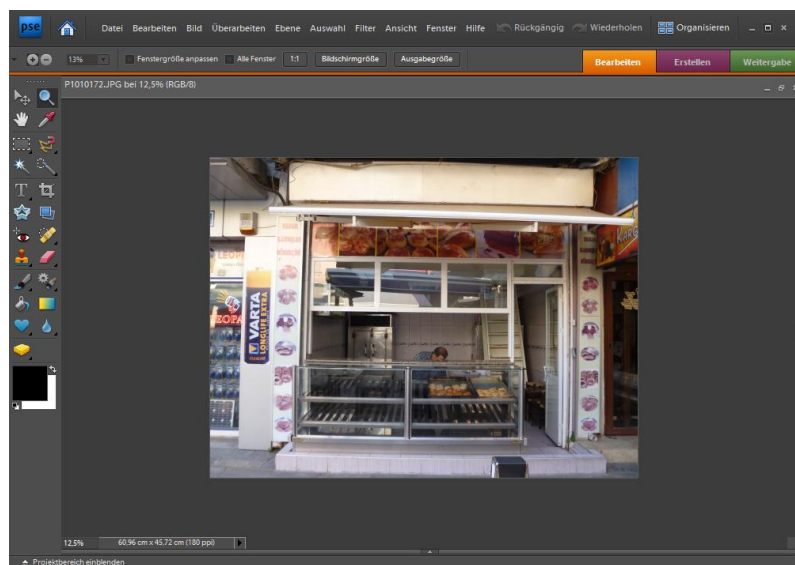 pse Datei Bearbeiten Bild Überarbeiten Ebene Auswahl Filter Ansicht Fenster Hilfe Rückgängig Wiederholen Organisieren
13% Fenstergröße anpassen Alle Fenster 1:1 Bildschirmgröße Ausgabegröße Bearbeiten Erstellen Weitergabe
P1010172.JPG bei 12,5% (RGB/8)
VARTA
LONGLIFE EXTRA
12,5% 60,96 cm x 45,72 cm (180 ppi)
Projektbereich einblenden